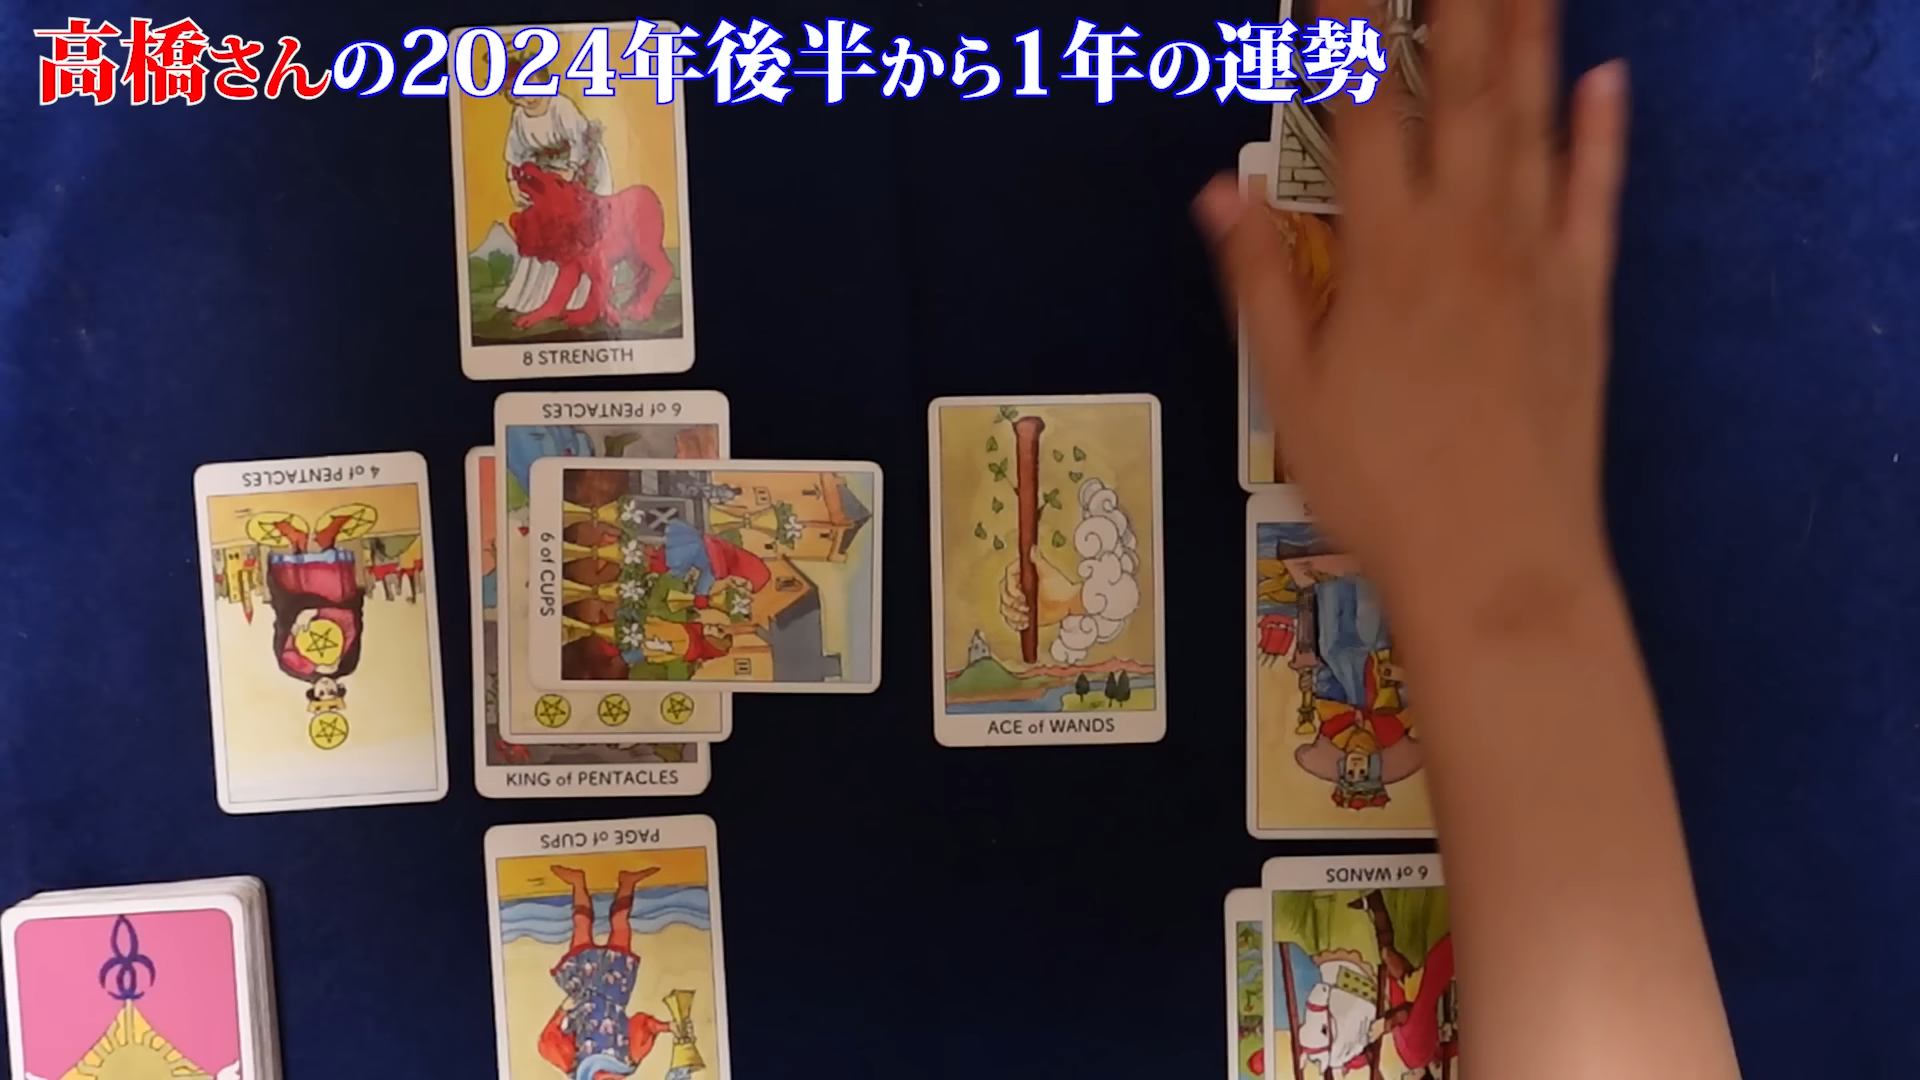 高橋さんの2024年後半から1年の運勢
8 STRENGTH
6 of PENTACLES
4 of PENTACLES
6 of CUPS
ACE of WANDS
KING of PENTACLES
PAGE of CUPS
6 of WANDS